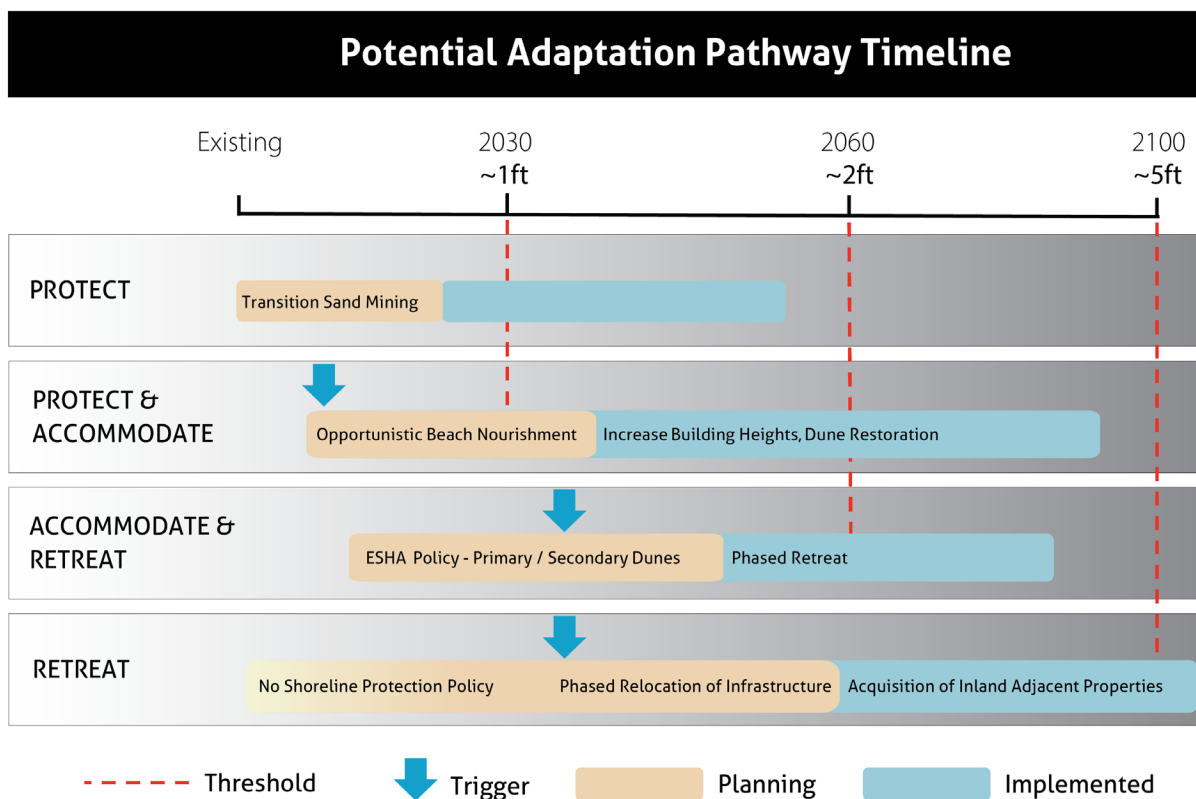 Potential Adaptation Pathway Timeline
Existing
2030
~1ft
2060
~2ft
2100
~5ft
PROTECT
Transition Sand Mining
PROTECT &
ACCOMMODATE
Opportunistic Beach Nourishment
Increase Building Heights, Dune Restoration
ACCOMMODATE &
RETREAT
ESHA Policy - Primary / Secondary Dunes
Phased Retreat
RETREAT
No Shoreline Protection Policy
Phased Relocation of Infrastructure
Acquisition of Inland Adjacent Properties
Threshold
Trigger
Planning
Implemented